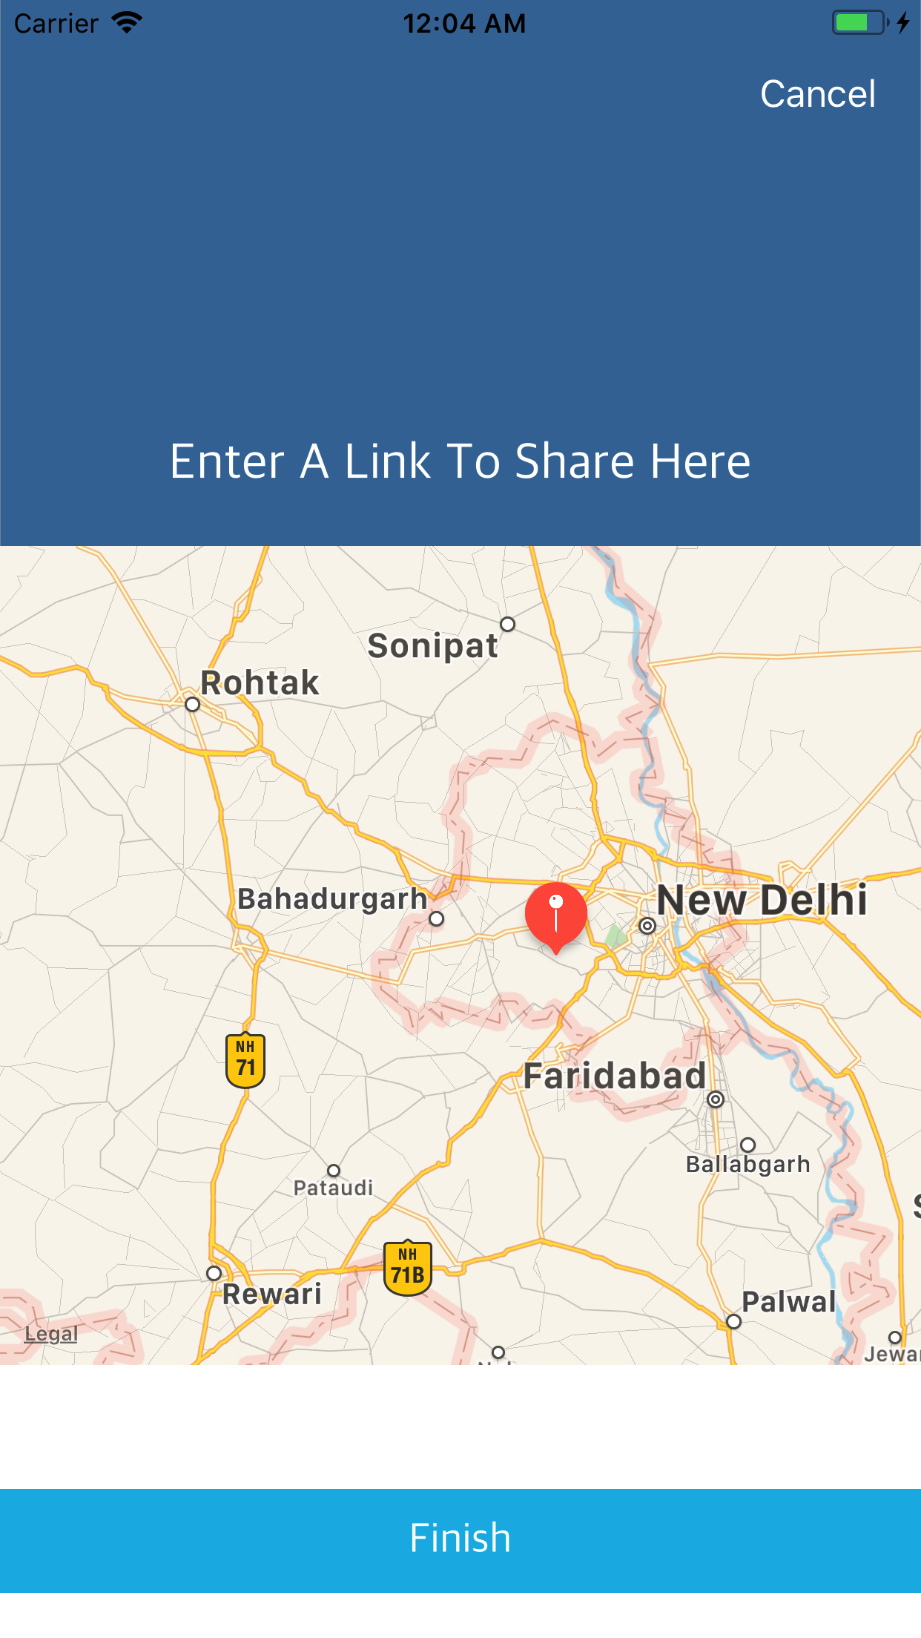 Carrier 12:04 AM
Cancel
Enter A Link To Share Here
Sonipat
Rohtak
Bahadurgarh
New Delhi
NH
71
Faridabad
Ballabgarh
Pataudi
NH
71B
Rewari
Palwal
Legal
Jewa
Finish